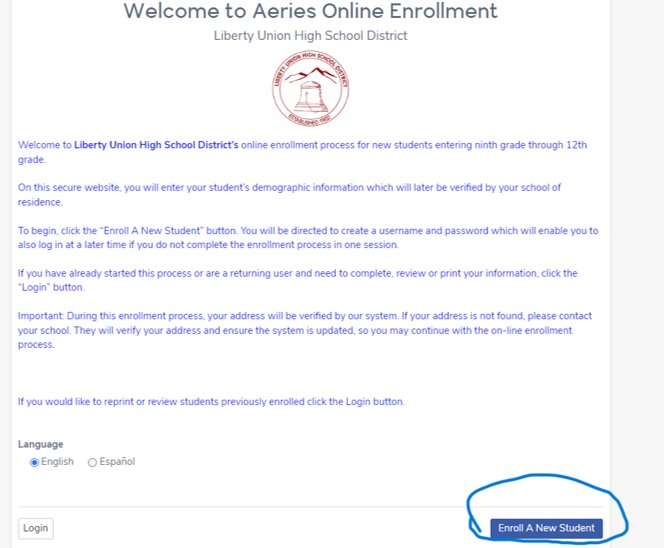 Welcome to Aeries Online Enrollment
Liberty Union High School District
LIBERTY UNION HIGH SCHOOL DISTRICT
ESTABLISHED 1902
Welcome to Liberty Union High School District's online enrollment process for new students entering ninth grade through 12th
grade.
On this secure website, you will enter your student's demographic information which will later be verified by your school of
residence.
To begin, click the “Enroll A New Student” button. You will be directed to create a username and password which will enable you to
also log in at a later time if you do not complete the enrollment process in one session.
If you have already started this process or are a returning user and need to complete, review or print your information, click the
“Login” button.
Important: During this enrollment process, your address will be verified by our system. If your address is not found, please contact
your school. They will verify your address and ensure the system is updated, so you may continue with the on-line enrollment
process.
If you would like to reprint or review students previously enrolled click the Login button.
Language
English Español
Login Enroll A New Student